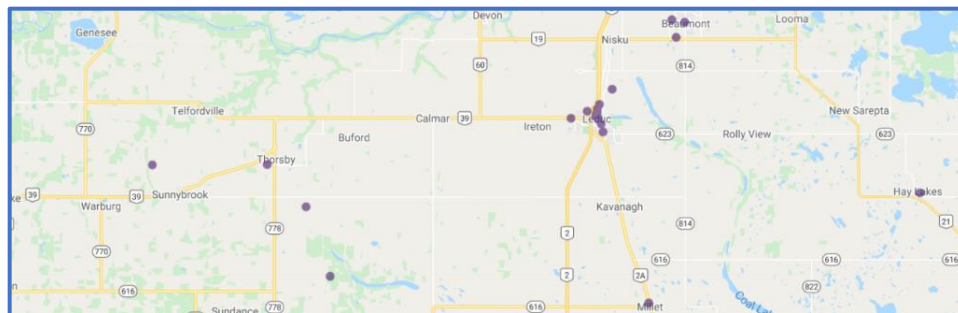 Devon
Beaumont
Looma
Genesee
19
Nisku
60
814
Telfordville
New Sarepta
770
Calmar
39
Leduc
Ireton
623
Rolly View
623
Buford
Thorsby
39
39
Sunnybrook
Hay Lakes
Warburg
Kavanagh
778
814
21
2
770
616
616
2
2A
616
822
616
778
616
Millet
Sundance